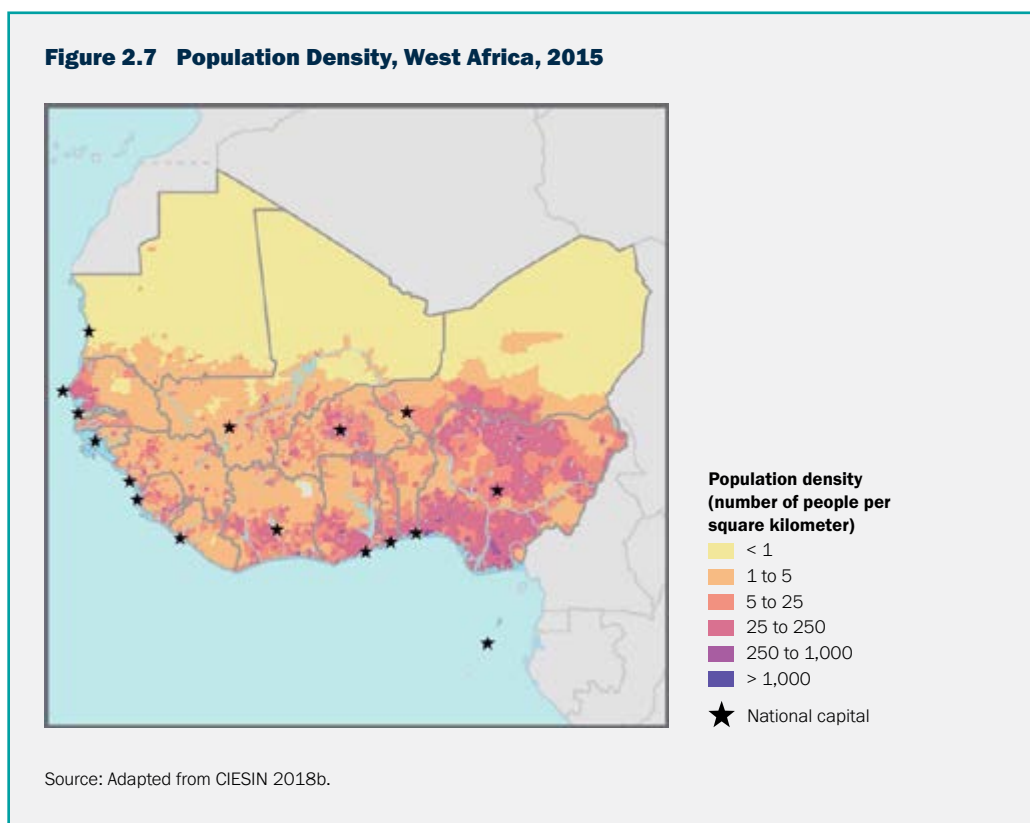 Figure 2.7 Population Density, West Africa, 2015
Population density
(number of people per
square kilometer)
< 1
1 to 5
5 to 25
25 to 250
250 to 1,000
> 1,000
National capital
Source: Adapted from CIESIN 2018b.